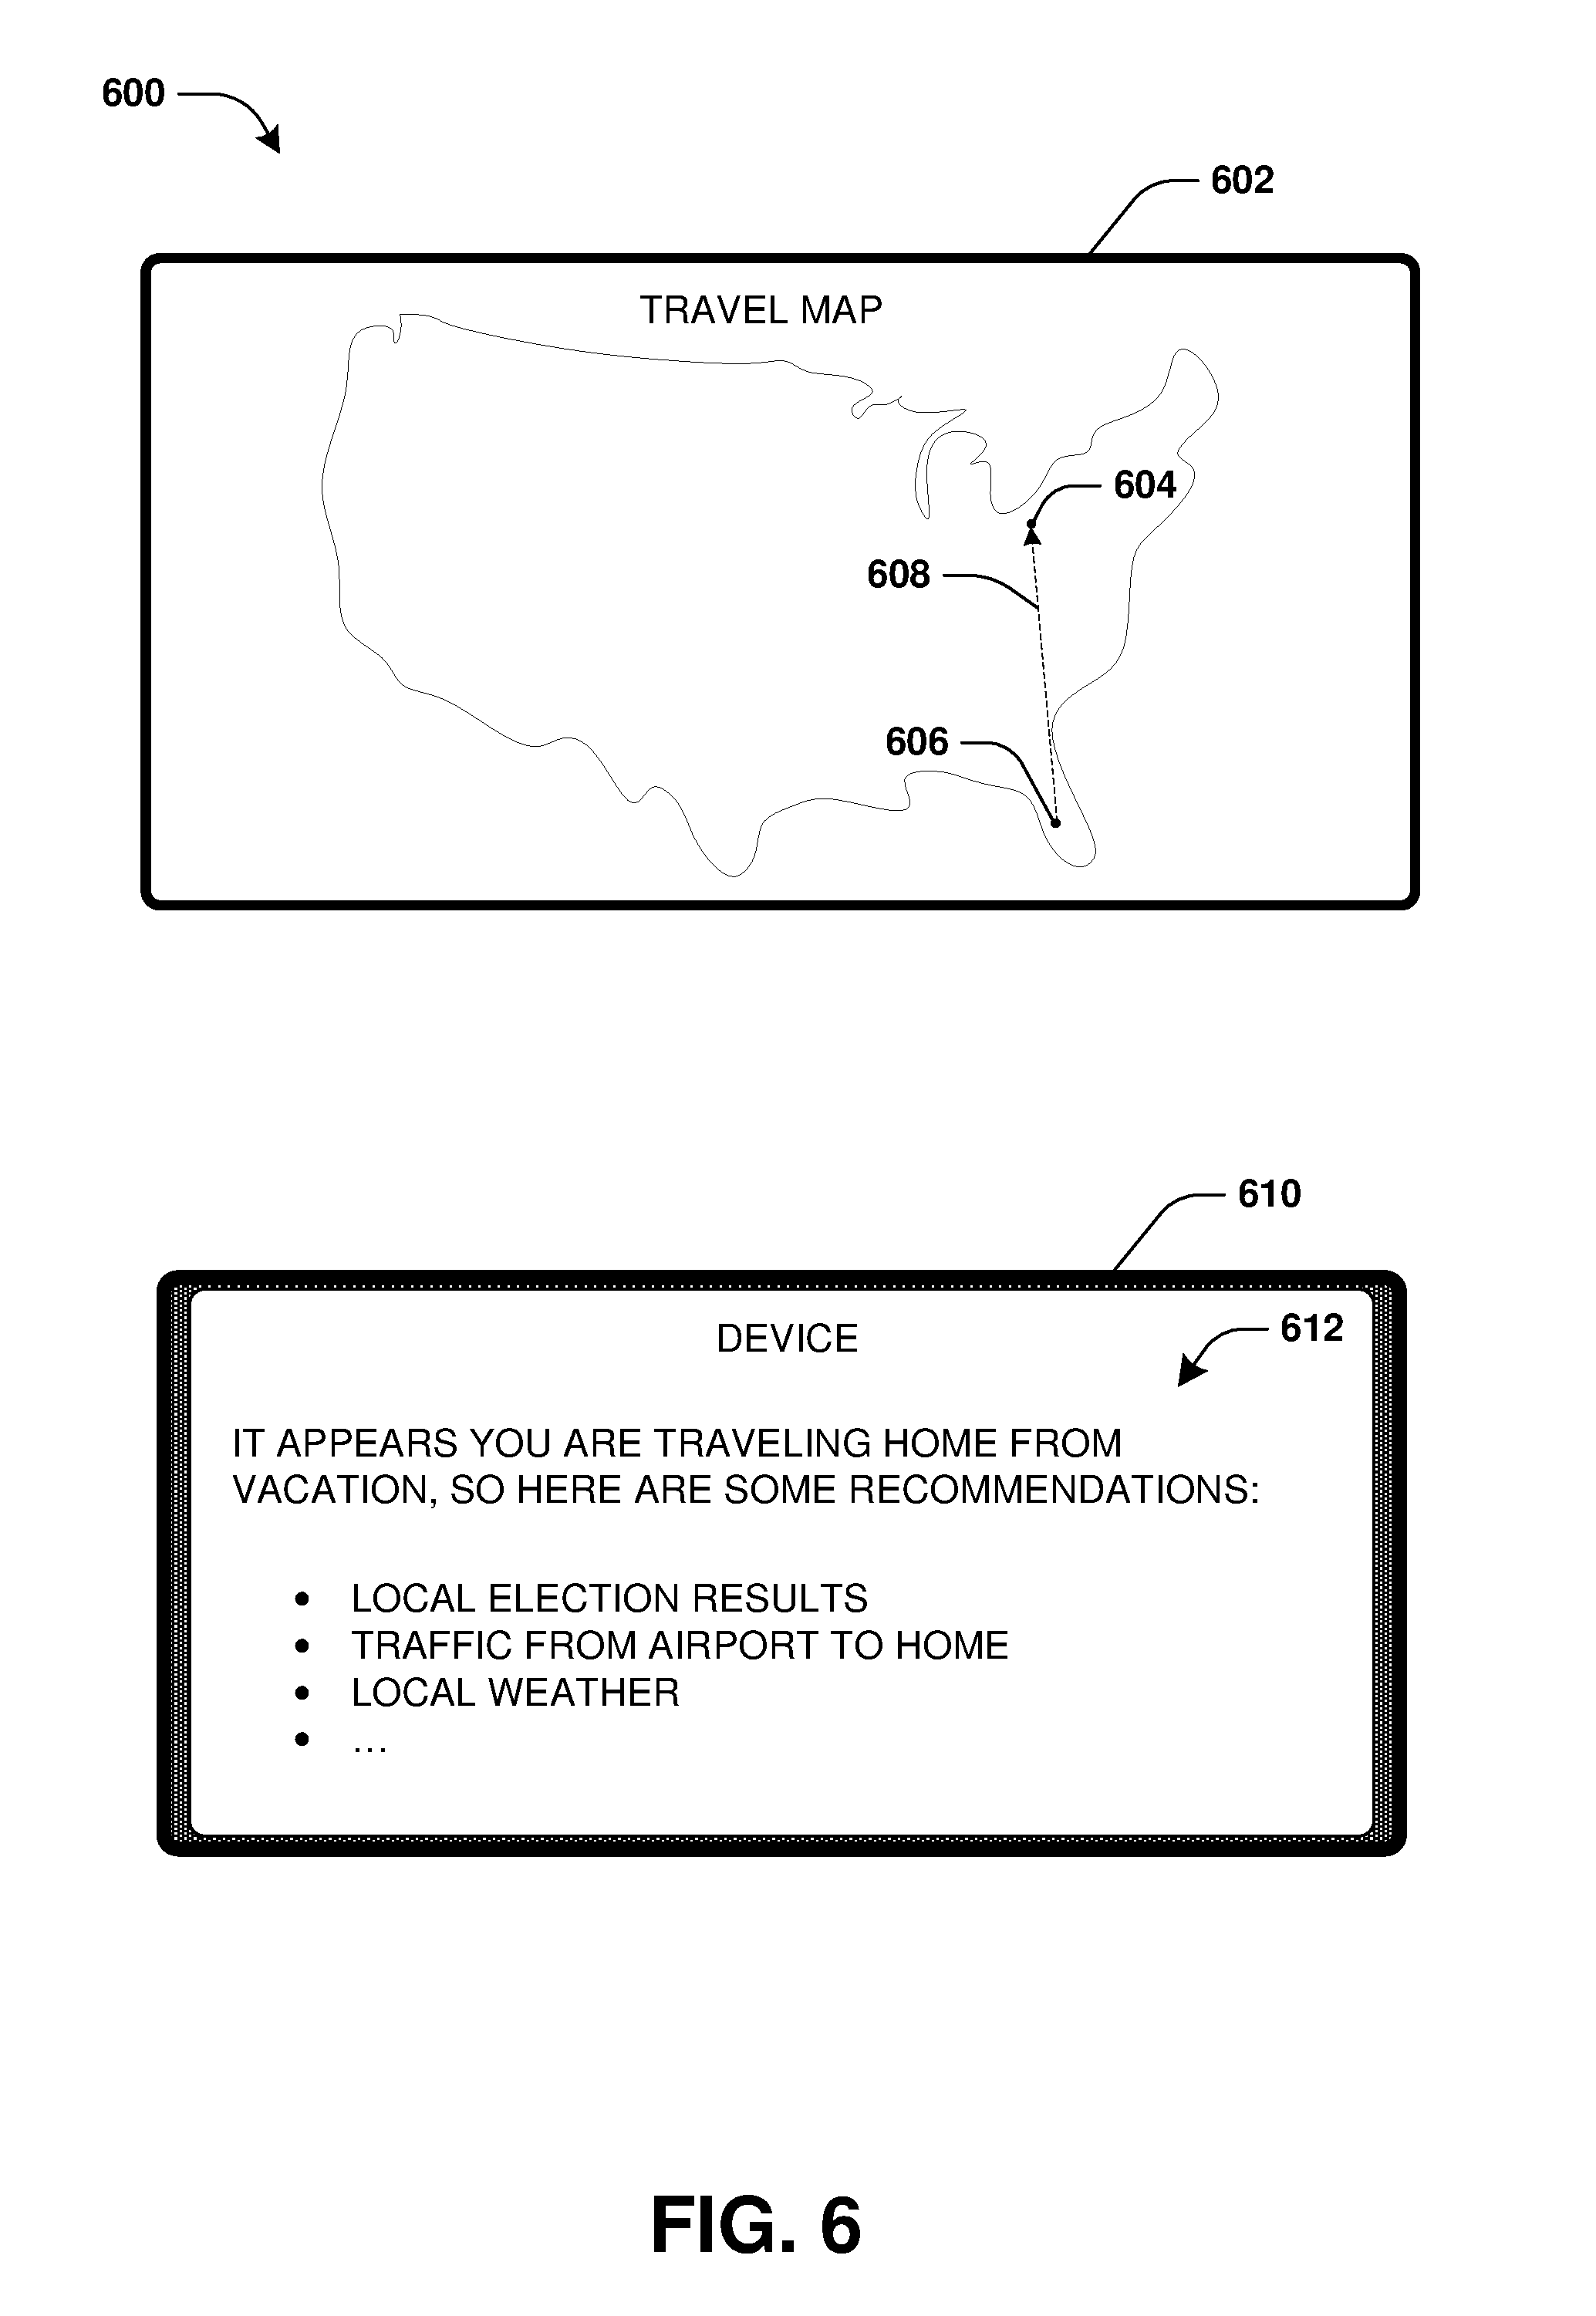 600
602
TRAVEL MAP
604
608
606
610
DEVICE
612
IT APPEARS YOU ARE TRAVELING HOME FROM
VACATION, SO HERE ARE SOME RECOMMENDATIONS:
• LOCAL ELECTION RESULTS
• TRAFFIC FROM AIRPORT TO HOME
• LOCAL WEATHER
• ...
FIG. 6